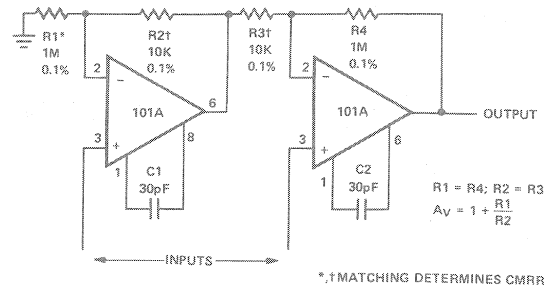 R1*
1M
0.1%
R2†
10K
0.1%
R3†
10K
0.1%
R4
1M
0.1%
2
−
101A
6
3
+
1
8
C1
30pF
2
−
101A
3
+
1
6
C2
30pF
OUTPUT
R1 = R4; R2 = R3
AV = 1 + R1
R2
INPUTS
*,†MATCHING DETERMINES CMRR